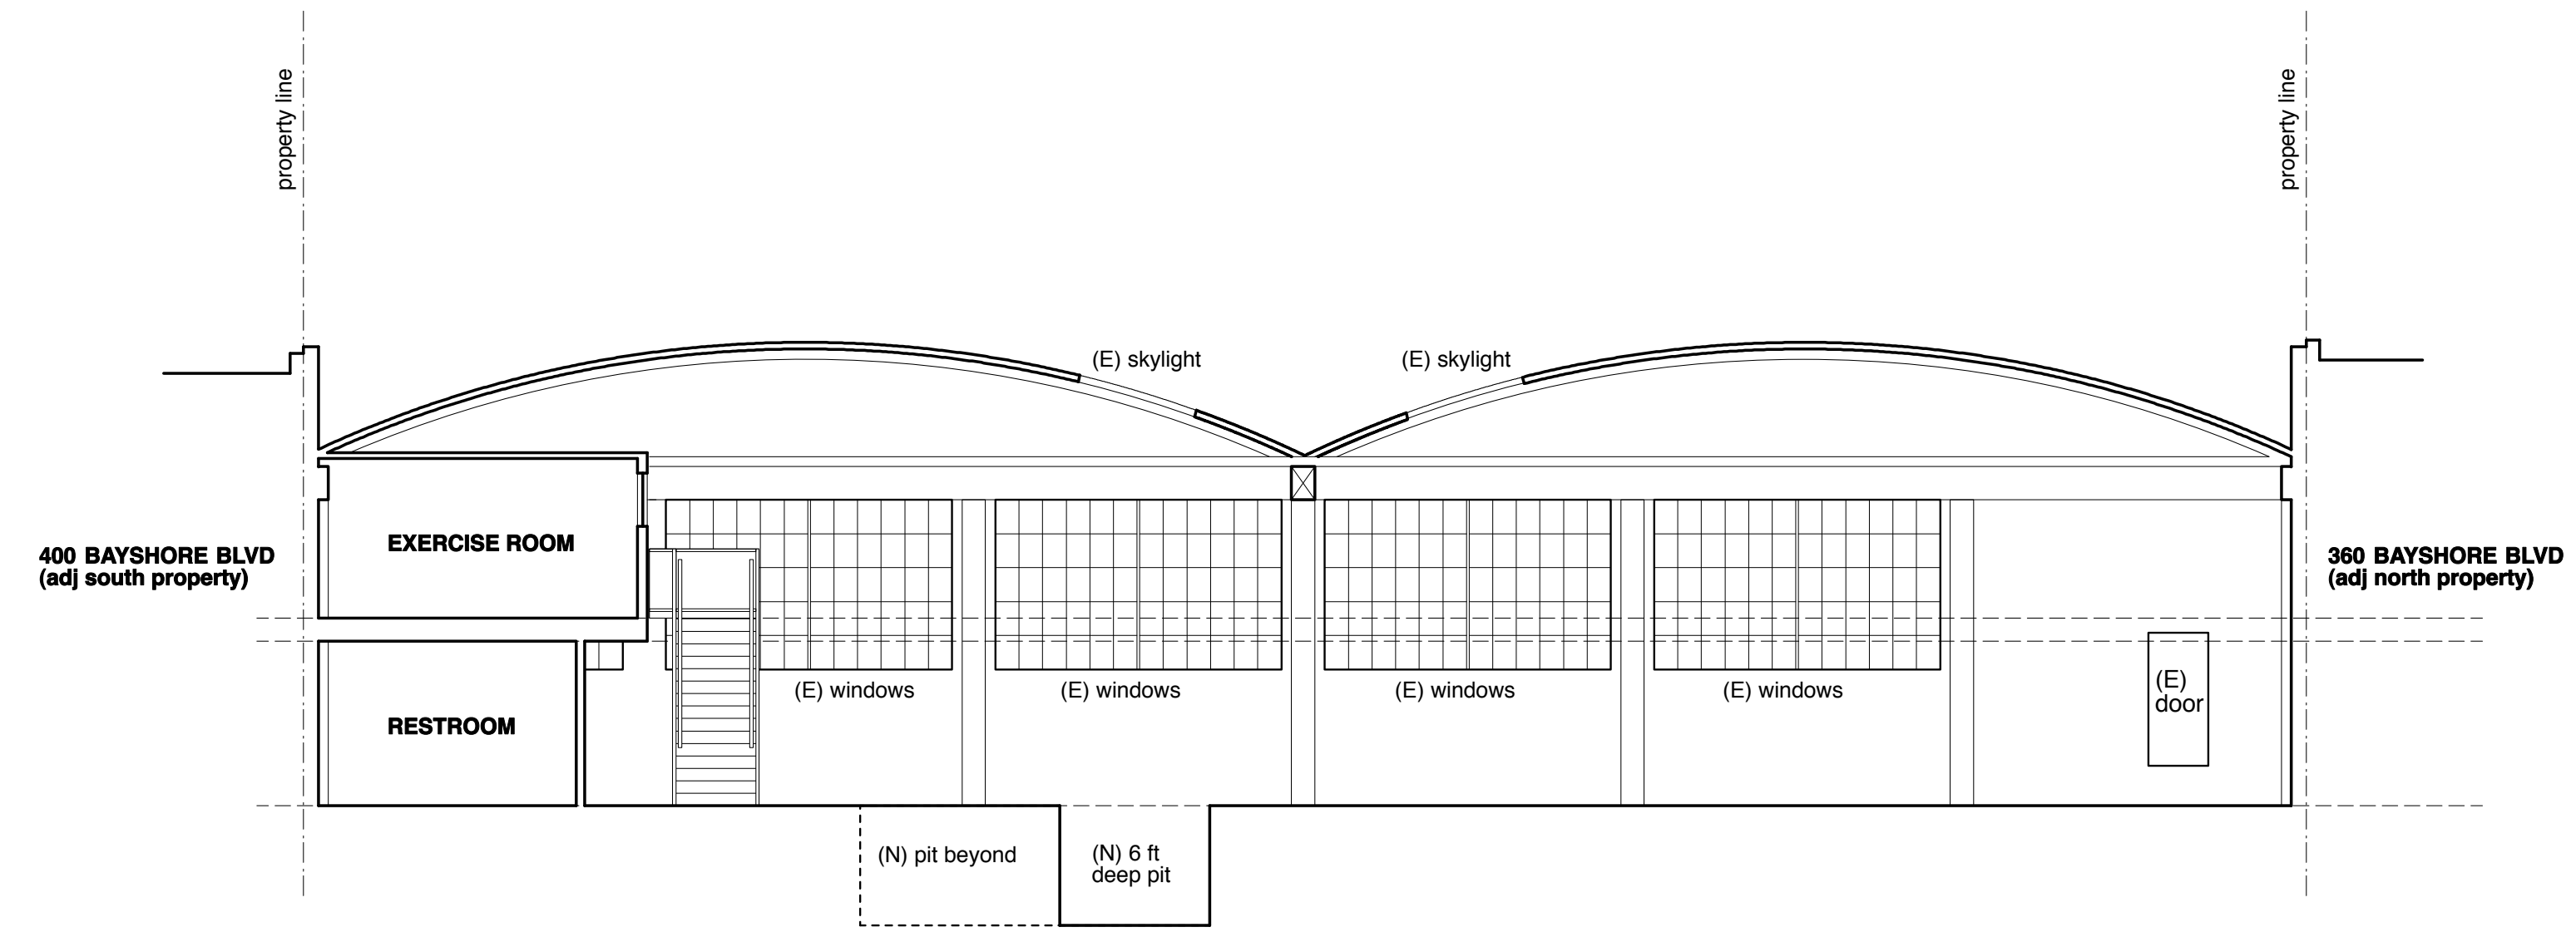 property line
property line
(E) skylight
(E) skylight
EXERCISE ROOM
400 BAYSHORE BLVD
(adj south property)
360 BAYSHORE BLVD
(adj north property)
(E) windows
(E) windows
(E) windows
(E) windows
(E)
door
RESTROOM
(N) pit beyond
(N) 6 ft
deep pit